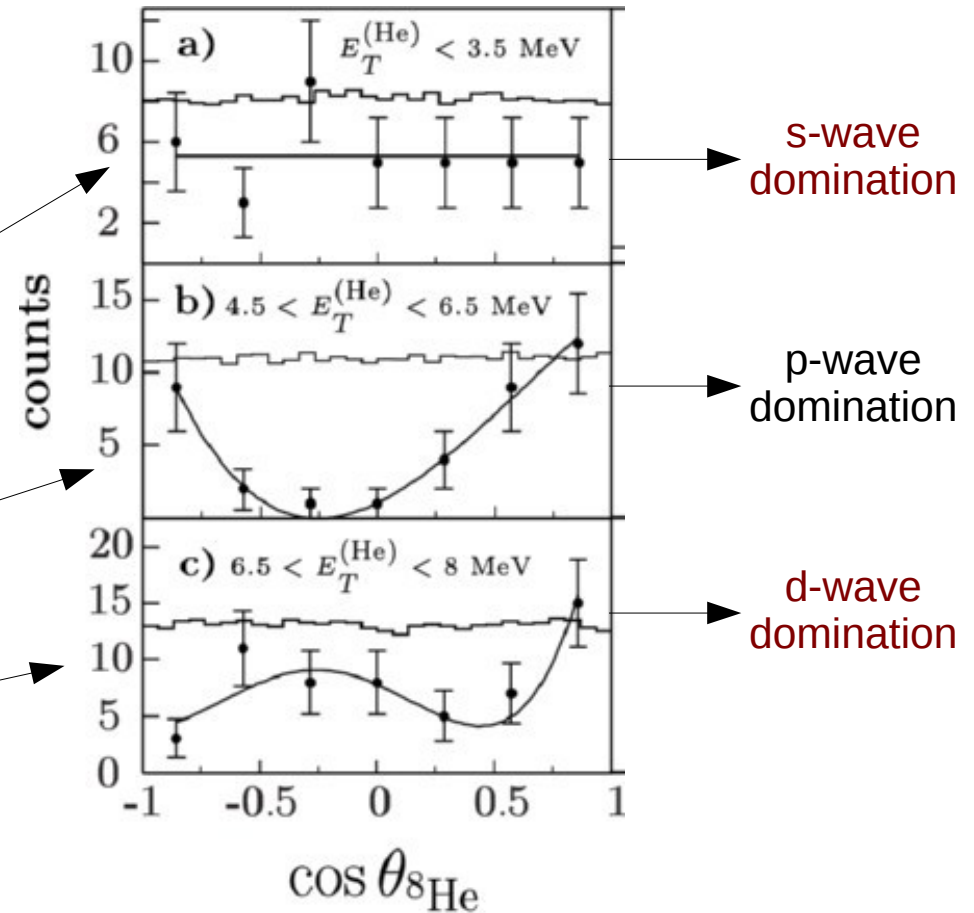 a) E_T^(He) < 3.5 MeV
10
6
2
s-wave
domination
counts
b) 4.5 < E_T^(He) < 6.5 MeV
15
10
5
p-wave
domination
c) 6.5 < E_T^(He) < 8 MeV
20
15
10
5
0
d-wave
domination
-1 -0.5 0 0.5 1
cos θ₈He